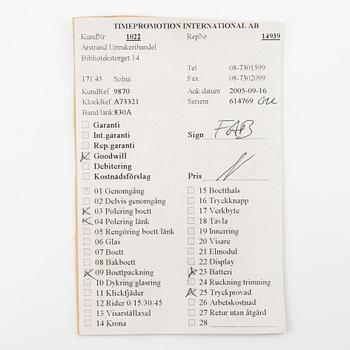 TIMEPROMOTION INTERNATIONAL AB
KundNr 1022 RepNr 14939
Arstrand Urmakerihandel
Bibliotekstorget 14
Tel 08-7301599
171 45 Solna Fax 08-7302099
KundRef 9870 Ank datum 2005-09-16
KlockRef A73321 Serienr 614769
Band länk 830A
Garanti
Int.garanti Sign FAB
Rep.garanti
Goodwill
Debitering
Kostnadsförslag Pris
01 Genomgång 15 Boetthals
02 Delvis genomgång 16 Tryckknapp
03 Polering boett 17 Verkbyte
04 Polering länk 18 Tavla
05 Rengöring boett länk 19 Innerring
06 Glas 20 Visare
07 Boett 21 Elmodul
08 Bakboett 22 Display
09 Boettpackning 23 Batteri
10 Dykring/glasring 24 Ruckning trimning
11 Klickfjäder 25 Tryckprovad
12 Rider 0/15/30/45 26 Arbetskostnad
13 Visarställaxel 27 Retur utan åtgärd
14 Krona 28